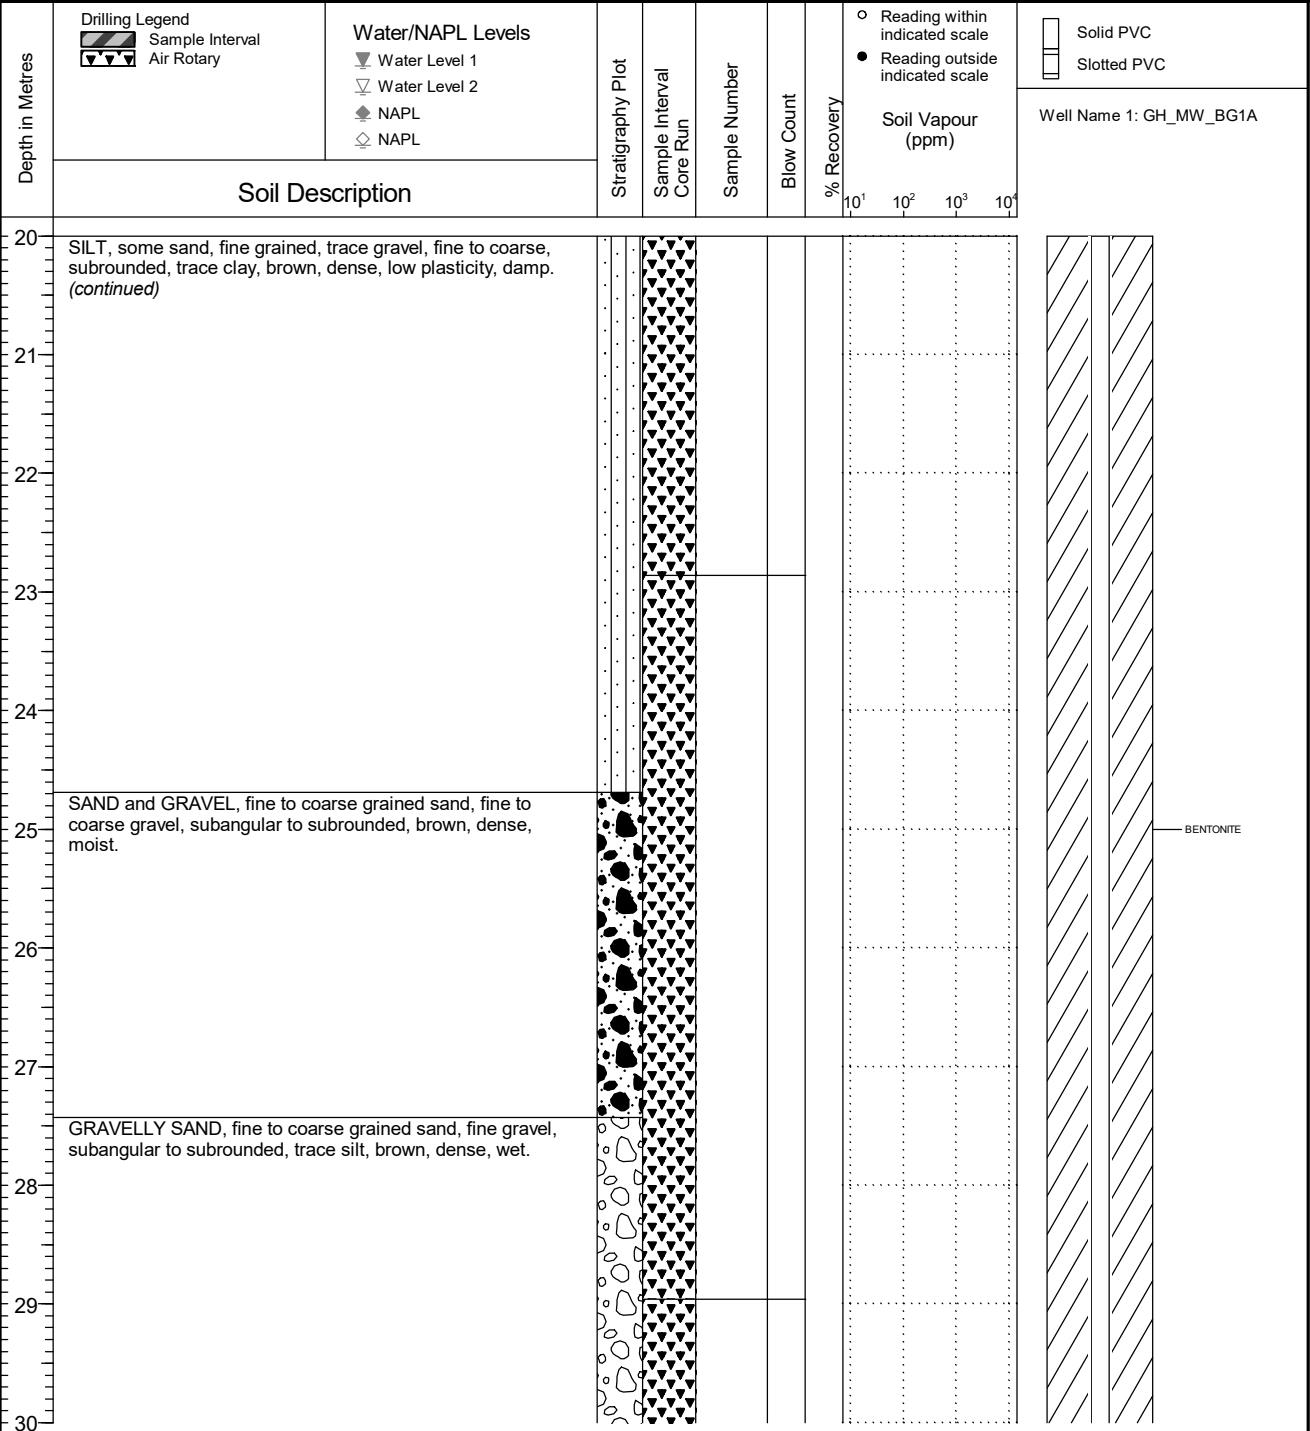 Depth in Metres
Drilling Legend
Sample Interval
Air Rotary
Water/NAPL Levels
Water Level 1
Water Level 2
NAPL
NAPL
Soil Description
Stratigraphy Plot
Sample Interval
Core Run
Sample Number
Blow Count
% Recovery
Reading within
indicated scale
Reading outside
indicated scale
Soil Vapour
(ppm)
10¹ 10² 10³ 10⁴
Solid PVC
Slotted PVC
Well Name 1: GH_MW_BG1A
20
SILT, some sand, fine grained, trace gravel, fine to coarse,
subrounded, trace clay, brown, dense, low plasticity, damp.
(continued)
21
22
23
24
SAND and GRAVEL, fine to coarse grained sand, fine to
coarse gravel, subangular to subrounded, brown, dense,
moist.
25
BENTONITE
26
27
GRAVELLY SAND, fine to coarse grained sand, fine gravel,
subangular to subrounded, trace silt, brown, dense, wet.
28
29
30